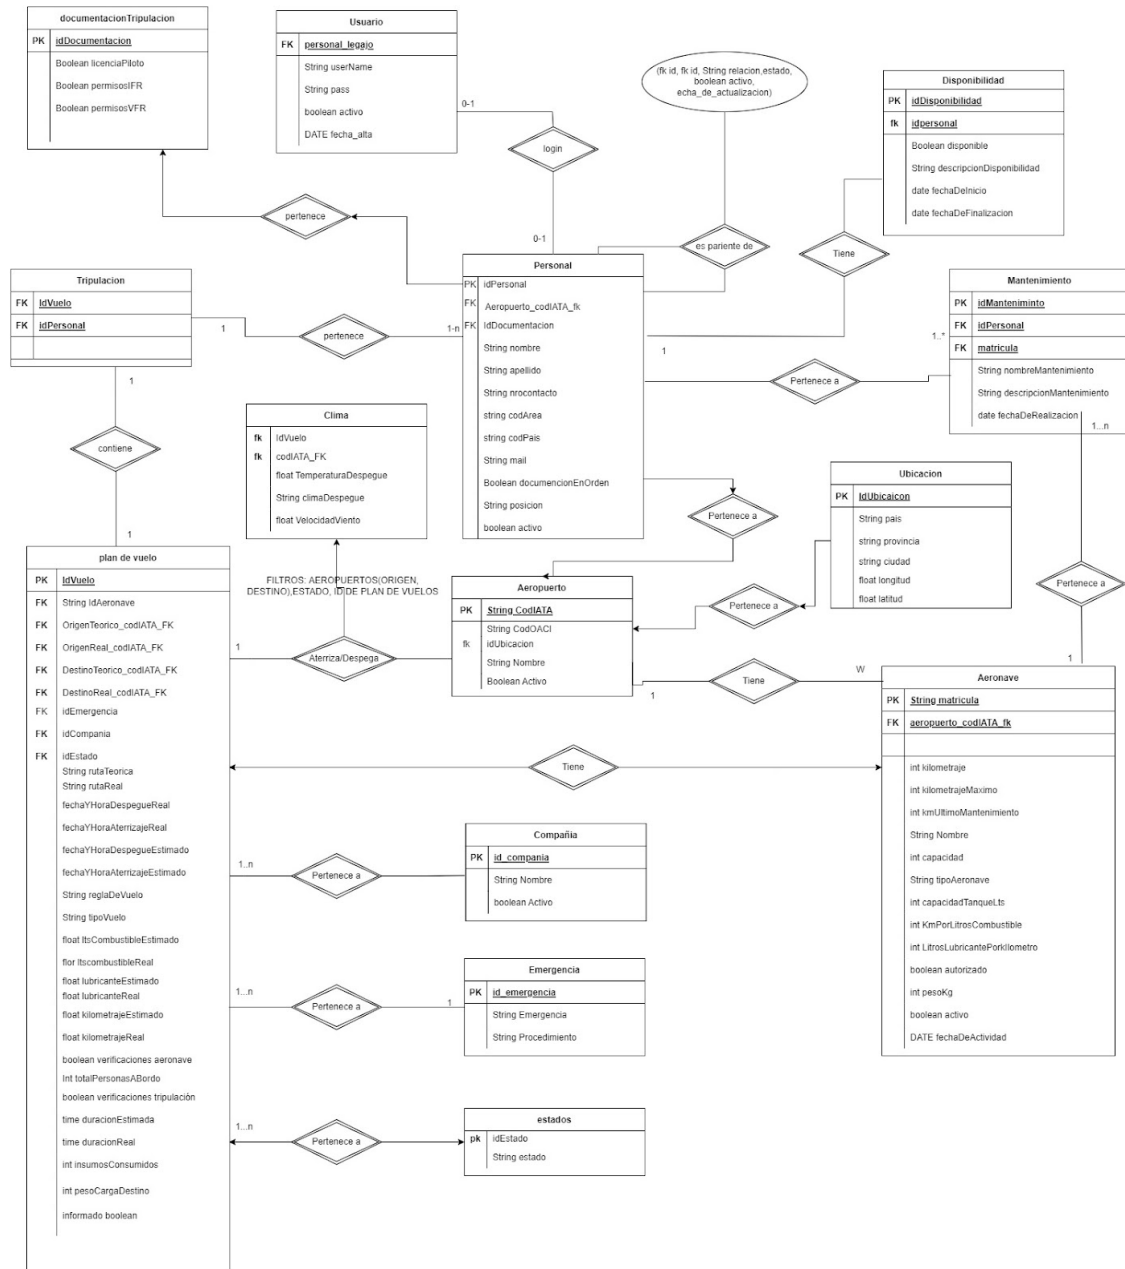 documentacionTripulacion
PK idDocumentacion
Boolean licenciaPiloto
Boolean permisosIFR
Boolean permisosVFR
Usuario
FK personal_legajo
String userName
String pass
boolean activo
DATE fecha_alta
0-1
login
0-1
(fk id, fk id, String relacion,estado,
boolean activo,
echa_de_actualizacion)
es pariente de
Disponibilidad
PK idDisponibilidad
fk idpersonal
Boolean disponible
String descripcionDisponibilidad
date fechaDeInicio
date fechaDeFinalizacion
Tiene
1
pertenece
Tripulacion
FK IdVuelo
FK idPersonal
1
pertenece
1-n
1
contiene
1
Personal
PK idPersonal
FK Aeropuerto_codIATA_fk
FK IdDocumentacion
String nombre
String apellido
String nrocontacto
string codArea
string codPais
String mail
Boolean documencionEnOrden
String posicion
boolean activo
Pertenece a
1..*
Mantenimiento
PK idManteniminto
FK idPersonal
FK matricula
String nombreMantenimiento
String descripcionMantenimiento
date fechaDeRealizacion
1...n
Pertenece a
1
Clima
fk IdVuelo
fk codIATA_FK
float TemperaturaDespegue
String climaDespegue
float VelocidadViento
FILTROS: AEROPUERTOS(ORIGEN,
DESTINO),ESTADO, ID DE PLAN DE VUELOS
1
Aterriza/Despega
Pertenece a
Ubicacion
PK IdUbicaicon
String pais
string provincia
string ciudad
float longitud
float latitud
Pertenece a
Aeropuerto
PK String CodIATA
String CodOACI
fk idUbicacion
String Nombre
Boolean Activo
1
Tiene
W
Aeronave
PK String matricula
FK aeropuerto_codIATA_fk
int kilometraje
int kilometrajeMaximo
int kmUltimoMantenimiento
String Nombre
int capacidad
String tipoAeronave
int capacidadTanqueLts
int KmPorLitrosCombustible
int LitrosLubricantePorkIlometro
boolean autorizado
int pesoKg
boolean activo
DATE fechaDeActividad
plan de vuelo
PK IdVuelo
FK String IdAeronave
FK OrigenTeorico_codIATA_FK
FK OrigenReal_codIATA_FK
FK DestinoTeorico_codIATA_FK
FK DestinoReal_codIATA_FK
FK idEmergencia
FK idCompania
FK idEstado
String rutaTeorica
String rutaReal
fechaYHoraDespegueReal
fechaYHoraAterrizajeReal
fechaYHoraDespegueEstimado
fechaYHoraAterrizajeEstimado
String reglaDeVuelo
String tipoVuelo
float ltsCombustibleEstimado
flor ltscombustibleReal
float lubricanteEstimado
float lubricanteReal
float kilometrajeEstimado
float kilometrajeReal
boolean verificaciones aeronave
Int totalPersonasABordo
boolean verificaciones tripulación
time duracionEstimada
time duracionReal
int insumosConsumidos
int pesoCargaDestino
informado boolean
Tiene
1..n
Pertenece a
Compañia
PK id_compania
String Nombre
boolean Activo
1...n
Pertenece a
1
Emergencia
PK id_emergencia
String Emergencia
String Procedimiento
1...n
Pertenece a
estados
pk idEstado
String estado